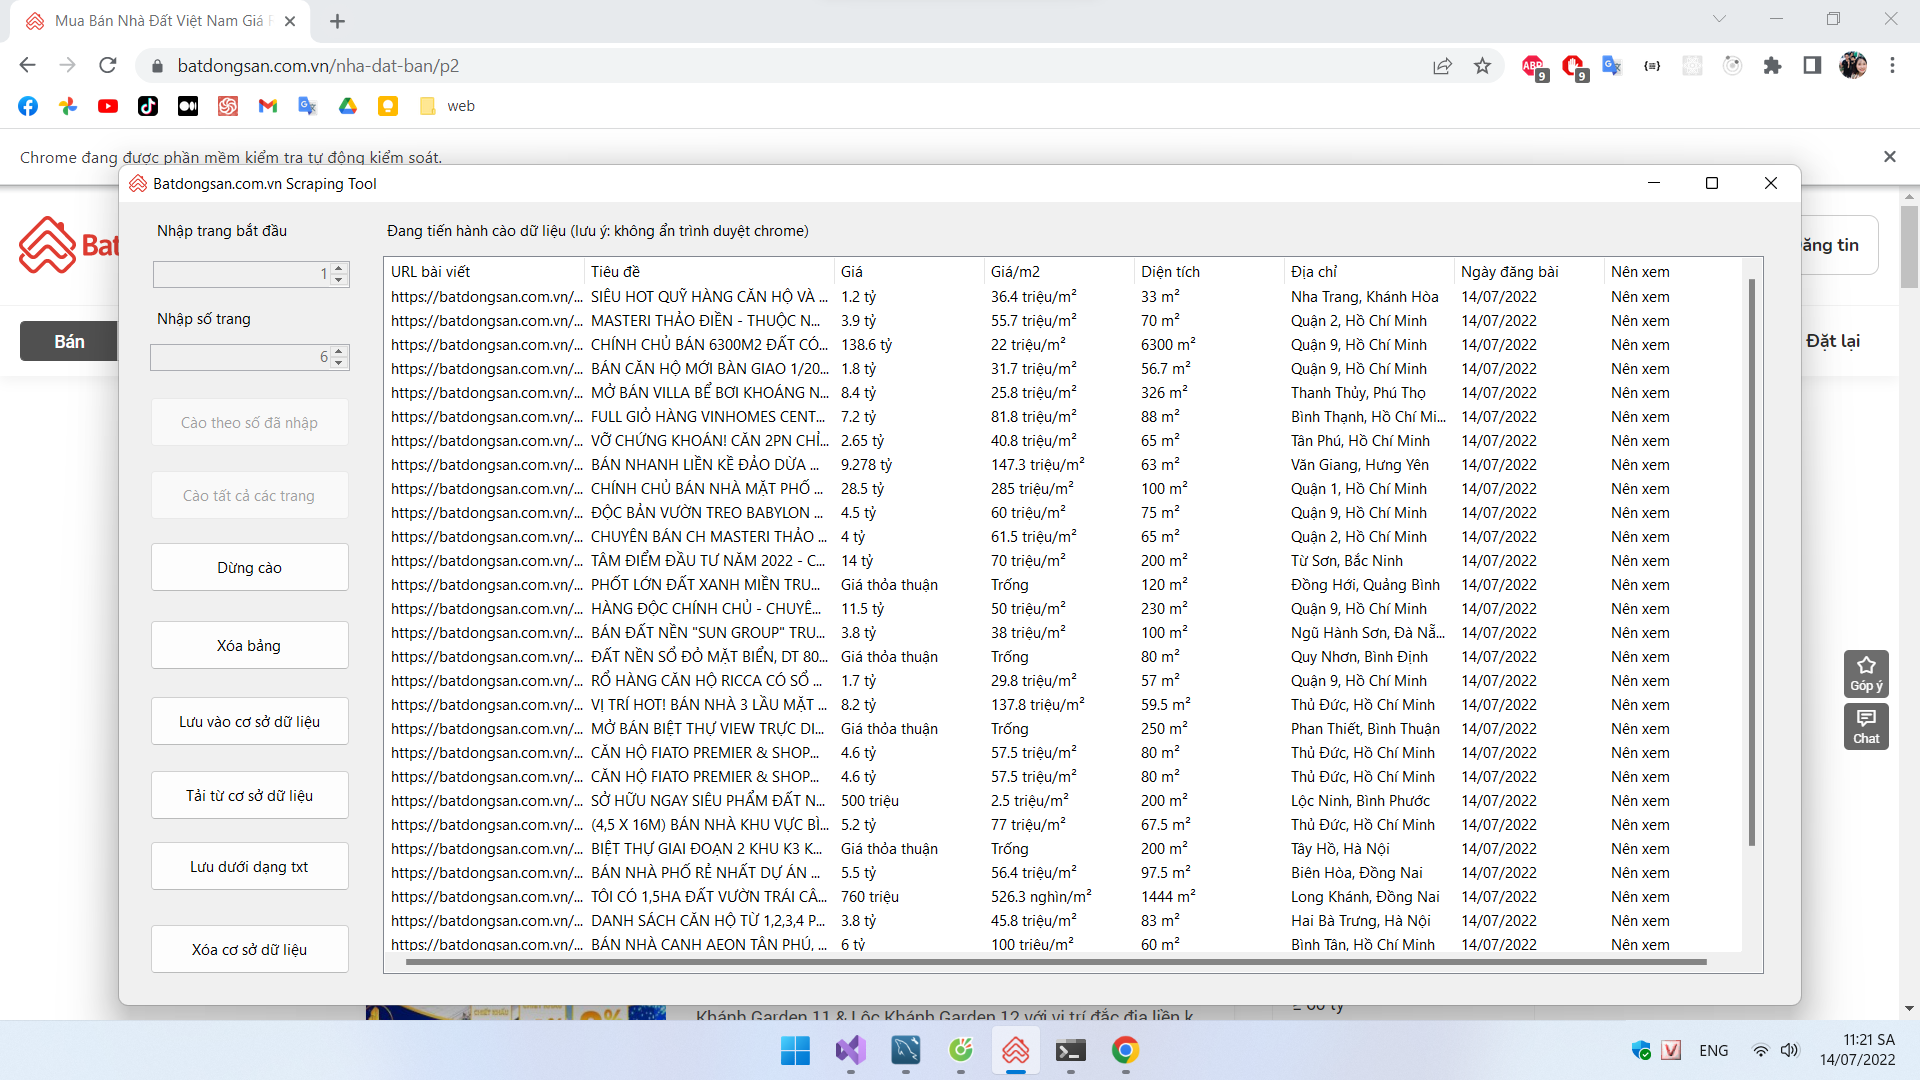 Mua Bán Nhà Đất Việt Nam Giá
batdongsan.com.vn/nha-dat-ban/p2
ABP 9 9
web
Chrome đang được phần mềm kiểm tra tự động kiểm soát.
Batdongsan.com.vn Scraping Tool
Nhập trang bắt đầu
Đang tiến hành cào dữ liệu (lưu ý: không ẩn trình duyệt chrome)
Bat
đăng tin
1
Nhập số trang
6
Bán
Đặt lại
Cào theo số đã nhập
Cào tất cả các trang
Dừng cào
Xóa bảng
Lưu vào cơ sở dữ liệu
Tải từ cơ sở dữ liệu
Lưu dưới dạng txt
Xóa cơ sở dữ liệu
URL bài viết Tiêu đề Giá Giá/m2 Diện tích Địa chỉ Ngày đăng bài Nên xem
https://batdongsan.com.vn/... SIÊU HOT QUỸ HÀNG CĂN HỘ VÀ ... 1.2 tỷ 36.4 triệu/m² 33 m² Nha Trang, Khánh Hòa 14/07/2022 Nên xem
https://batdongsan.com.vn/... MASTERI THẢO ĐIỀN - THUỘC N... 3.9 tỷ 55.7 triệu/m² 70 m² Quận 2, Hồ Chí Minh 14/07/2022 Nên xem
https://batdongsan.com.vn/... CHÍNH CHỦ BÁN 6300M2 ĐẤT CÓ... 138.6 tỷ 22 triệu/m² 6300 m² Quận 9, Hồ Chí Minh 14/07/2022 Nên xem
https://batdongsan.com.vn/... BÁN CĂN HỘ MỚI BÀN GIAO 1/20... 1.8 tỷ 31.7 triệu/m² 56.7 m² Quận 9, Hồ Chí Minh 14/07/2022 Nên xem
https://batdongsan.com.vn/... MỞ BÁN VILLA BỂ BƠI KHOÁNG N... 8.4 tỷ 25.8 triệu/m² 326 m² Thanh Thủy, Phú Thọ 14/07/2022 Nên xem
https://batdongsan.com.vn/... FULL GIỎ HÀNG VINHOMES CENT... 7.2 tỷ 81.8 triệu/m² 88 m² Bình Thạnh, Hồ Chí Mi... 14/07/2022 Nên xem
https://batdongsan.com.vn/... VỠ CHỨNG KHOÁN! CĂN 2PN CHỈ... 2.65 tỷ 40.8 triệu/m² 65 m² Tân Phú, Hồ Chí Minh 14/07/2022 Nên xem
https://batdongsan.com.vn/... BÁN NHANH LIỀN KỀ ĐẢO DỪA ... 9.278 tỷ 147.3 triệu/m² 63 m² Văn Giang, Hưng Yên 14/07/2022 Nên xem
https://batdongsan.com.vn/... CHÍNH CHỦ BÁN NHÀ MẶT PHỐ ... 28.5 tỷ 285 triệu/m² 100 m² Quận 1, Hồ Chí Minh 14/07/2022 Nên xem
https://batdongsan.com.vn/... ĐỘC BẢN VƯỜN TREO BABYLON ... 4.5 tỷ 60 triệu/m² 75 m² Quận 9, Hồ Chí Minh 14/07/2022 Nên xem
https://batdongsan.com.vn/... CHUYÊN BÁN CH MASTERI THẢO ... 4 tỷ 61.5 triệu/m² 65 m² Quận 2, Hồ Chí Minh 14/07/2022 Nên xem
https://batdongsan.com.vn/... TÂM ĐIỂM ĐẦU TƯ NĂM 2022 - C... 14 tỷ 70 triệu/m² 200 m² Từ Sơn, Bắc Ninh 14/07/2022 Nên xem
https://batdongsan.com.vn/... PHỐT LỚN ĐẤT XANH MIỀN TRU... Giá thỏa thuận Trống 120 m² Đồng Hới, Quảng Bình 14/07/2022 Nên xem
https://batdongsan.com.vn/... HÀNG ĐỘC CHÍNH CHỦ - CHUYÊ... 11.5 tỷ 50 triệu/m² 230 m² Quận 9, Hồ Chí Minh 14/07/2022 Nên xem
https://batdongsan.com.vn/... BÁN ĐẤT NỀN "SUN GROUP" TRU... 3.8 tỷ 38 triệu/m² 100 m² Ngũ Hành Sơn, Đà Nẵ... 14/07/2022 Nên xem
https://batdongsan.com.vn/... ĐẤT NỀN SỔ ĐỎ MẶT BIỂN, DT 80... Giá thỏa thuận Trống 80 m² Quy Nhơn, Bình Định 14/07/2022 Nên xem
https://batdongsan.com.vn/... RỔ HÀNG CĂN HỘ RICCA CÓ SỔ ... 1.7 tỷ 29.8 triệu/m² 57 m² Quận 9, Hồ Chí Minh 14/07/2022 Nên xem
https://batdongsan.com.vn/... VỊ TRÍ HOT! BÁN NHÀ 3 LẦU MẶT ... 8.2 tỷ 137.8 triệu/m² 59.5 m² Thủ Đức, Hồ Chí Minh 14/07/2022 Nên xem
https://batdongsan.com.vn/... MỞ BÁN BIỆT THỰ VIEW TRỰC DI... Giá thỏa thuận Trống 250 m² Phan Thiết, Bình Thuận 14/07/2022 Nên xem
https://batdongsan.com.vn/... CĂN HỘ FIATO PREMIER & SHOP... 4.6 tỷ 57.5 triệu/m² 80 m² Thủ Đức, Hồ Chí Minh 14/07/2022 Nên xem
https://batdongsan.com.vn/... CĂN HỘ FIATO PREMIER & SHOP... 4.6 tỷ 57.5 triệu/m² 80 m² Thủ Đức, Hồ Chí Minh 14/07/2022 Nên xem
https://batdongsan.com.vn/... SỞ HỮU NGAY SIÊU PHẨM ĐẤT N... 500 triệu 2.5 triệu/m² 200 m² Lộc Ninh, Bình Phước 14/07/2022 Nên xem
https://batdongsan.com.vn/... (4,5 X 16M) BÁN NHÀ KHU VỰC BÌ... 5.2 tỷ 77 triệu/m² 67.5 m² Thủ Đức, Hồ Chí Minh 14/07/2022 Nên xem
https://batdongsan.com.vn/... BIỆT THỰ GIAI ĐOẠN 2 KHU K3 K... Giá thỏa thuận Trống 200 m² Tây Hồ, Hà Nội 14/07/2022 Nên xem
https://batdongsan.com.vn/... BÁN NHÀ PHỐ RẺ NHẤT DỰ ÁN ... 5.5 tỷ 56.4 triệu/m² 97.5 m² Biên Hòa, Đồng Nai 14/07/2022 Nên xem
https://batdongsan.com.vn/... TÔI CÓ 1,5HA ĐẤT VƯỜN TRÁI CÂ... 760 triệu 526.3 nghìn/m² 1444 m² Long Khánh, Đồng Nai 14/07/2022 Nên xem
https://batdongsan.com.vn/... DANH SÁCH CĂN HỘ TỪ 1,2,3,4 P... 3.8 tỷ 45.8 triệu/m² 83 m² Hai Bà Trưng, Hà Nội 14/07/2022 Nên xem
https://batdongsan.com.vn/... BÁN NHÀ CẠNH AEON TÂN PHÚ, ... 6 tỷ 100 triệu/m² 60 m² Bình Tân, Hồ Chí Minh 14/07/2022 Nên xem
Góp ý
Chat
Khánh Garden 11 & Lộc Khánh Garden 12 với vị trí đắc địa liền k
ENG
11:21 SA
14/07/2022